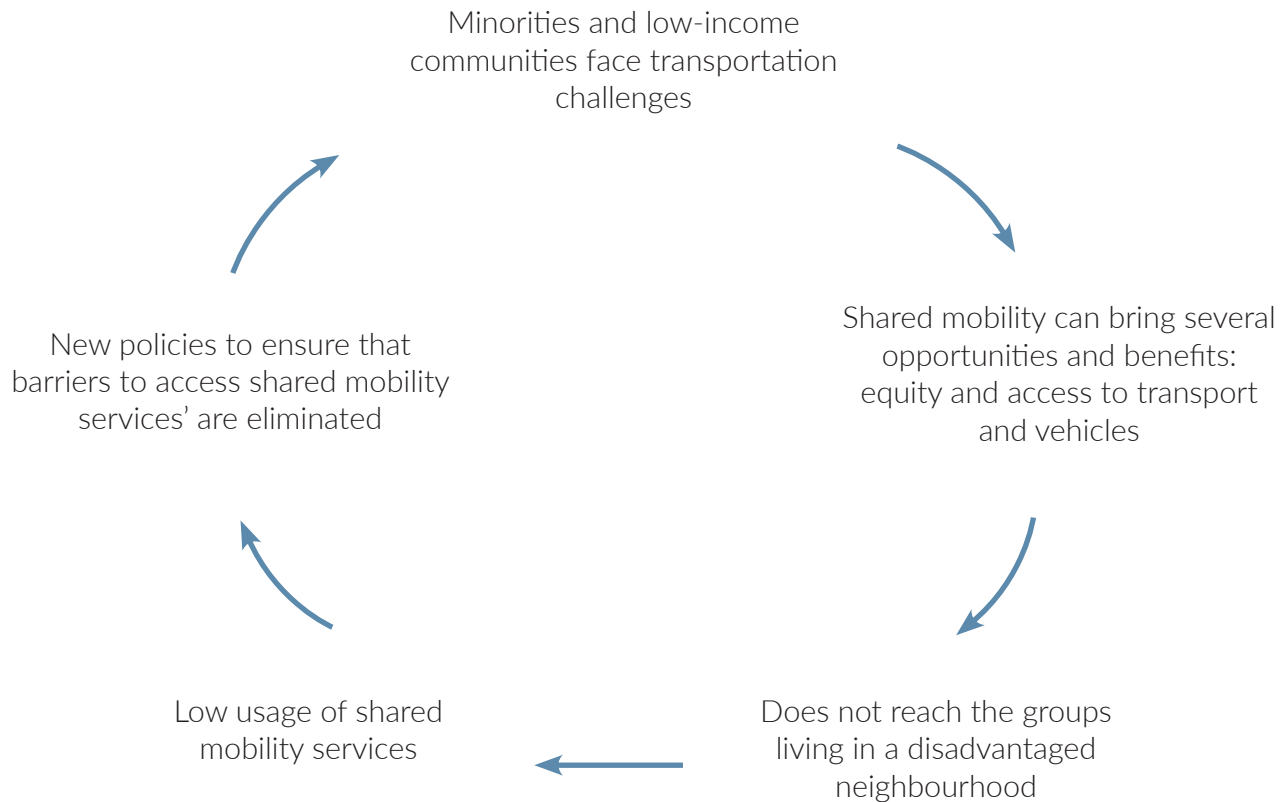 Minorities and low-income
communities face transportation
challenges
Shared mobility can bring several
opportunities and benefits:
equity and access to transport
and vehicles
Does not reach the groups
living in a disadvantaged
neighbourhood
Low usage of shared
mobility services
New policies to ensure that
barriers to access shared mobility
services’ are eliminated